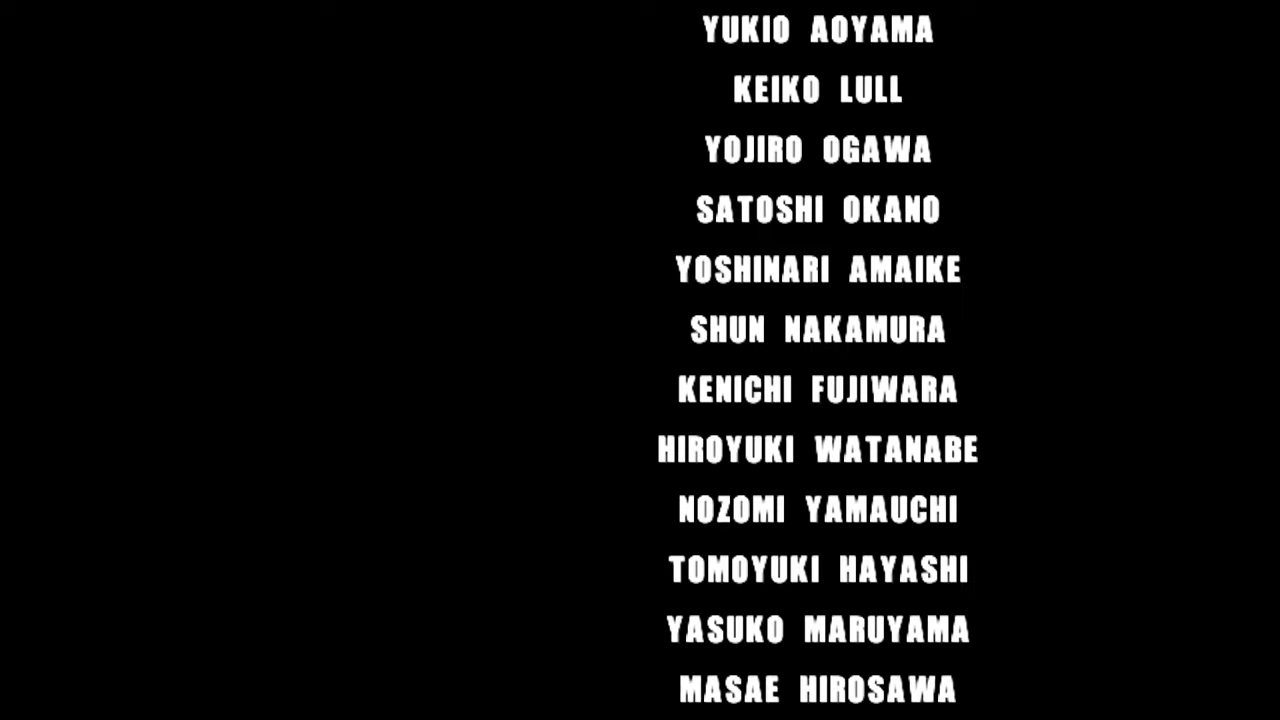 YUKIO AOYAMA
KEIKO LULL
YOJIRO OGAWA
SATOSHI OKANO
YOSHINARI AMAIKE
SHUN NAKAMURA
KENICHI FUJIWARA
HIROYUKI WATANABE
NOZOMI YAMAUCHI
TOMOYUKI HAYASHI
YASUKO MARUYAMA
MASAE HIROSAWA